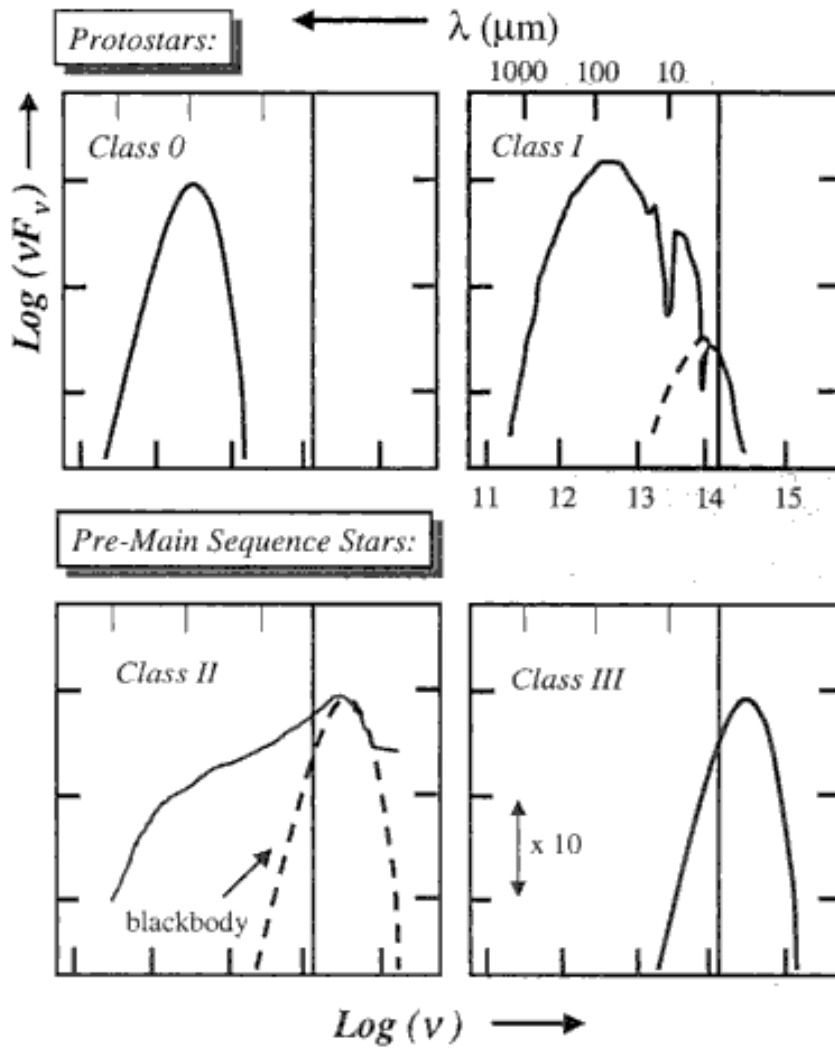 Protostars:
λ (μm)
1000 100 10
Log (νFν)
Class 0
Class I
11 12 13 14 15
Pre-Main Sequence Stars:
Class II
Class III
x 10
blackbody
Log (ν)